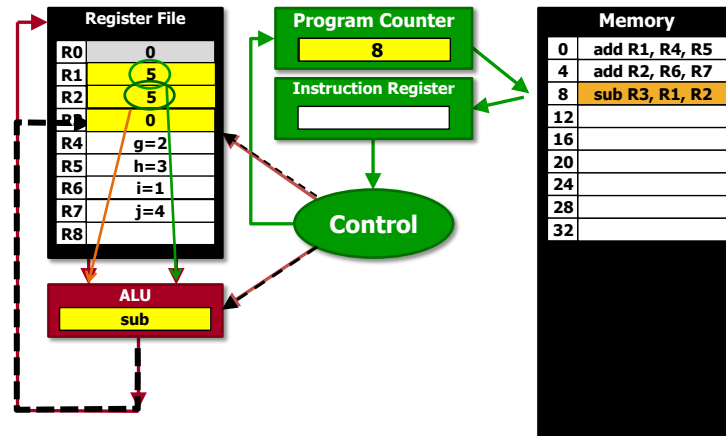 Register File
R0 0
R1 5
R2 5
R3 0
R4 g=2
R5 h=3
R6 i=1
R7 j=4
R8
ALU
sub
Program Counter
8
Instruction Register
Control
Memory
0 add R1, R4, R5
4 add R2, R6, R7
8 sub R3, R1, R2
12
16
20
24
28
32